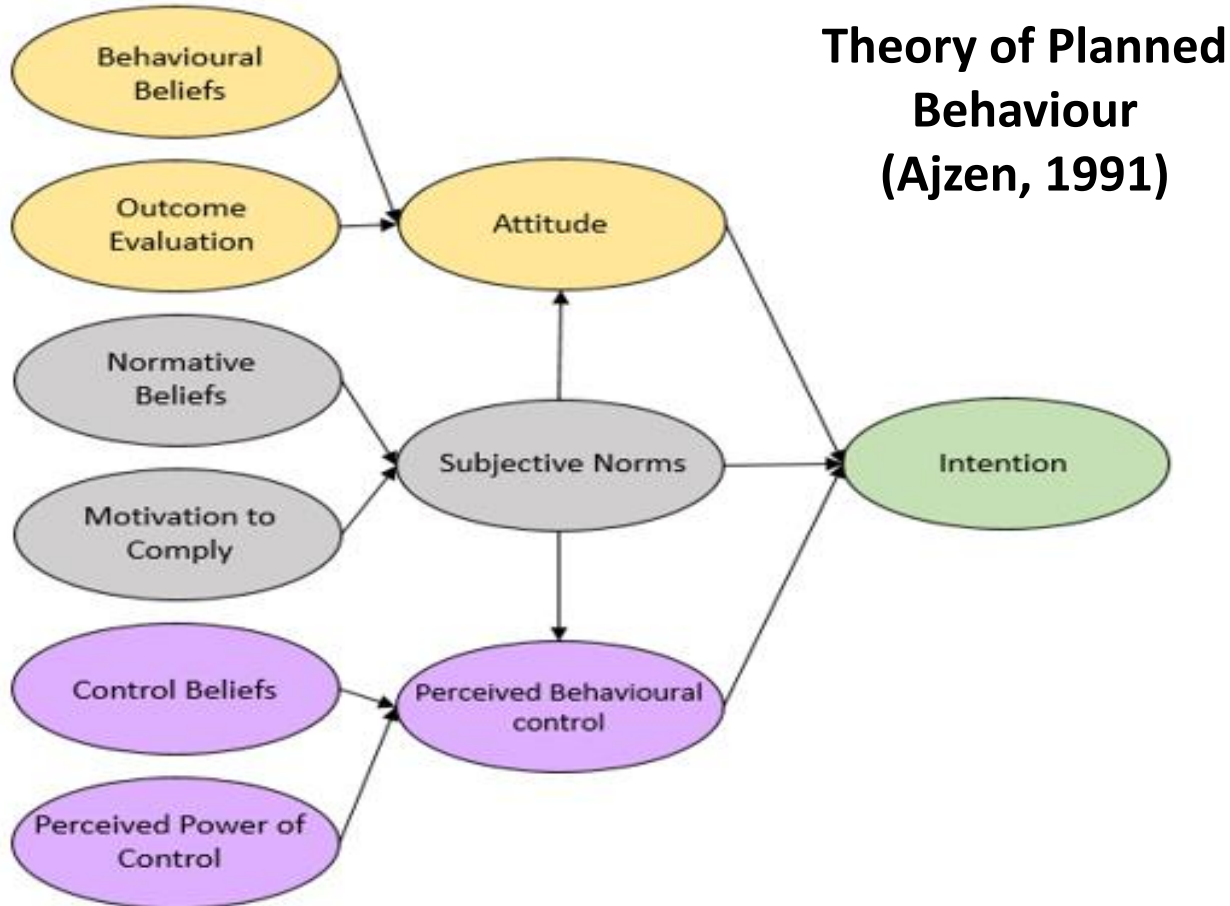 Theory of Planned
Behaviour
(Ajzen, 1991)
Behavioural
Beliefs
Outcome
Evaluation
Attitude
Normative
Beliefs
Motivation to
Comply
Subjective Norms
Intention
Control Beliefs
Perceived Power of
Control
Perceived Behavioural
control